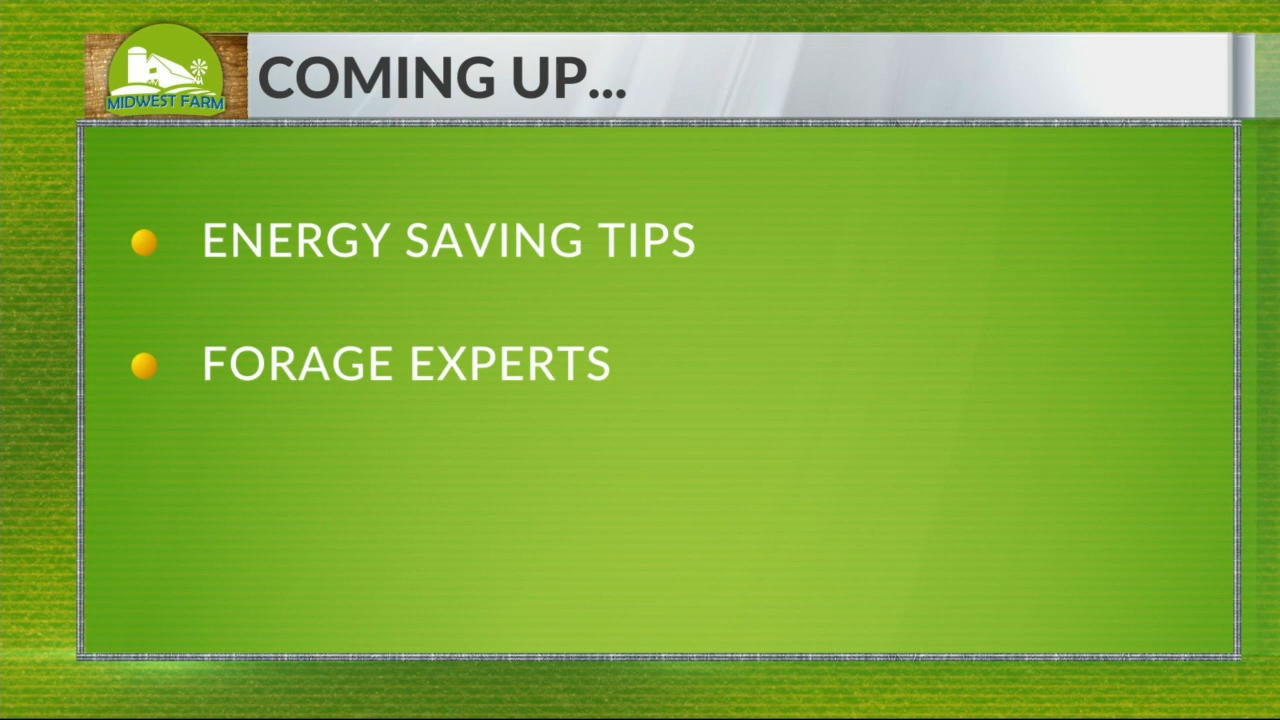 COMING UP...
MIDWEST FARM
ENERGY SAVING TIPS
FORAGE EXPERTS